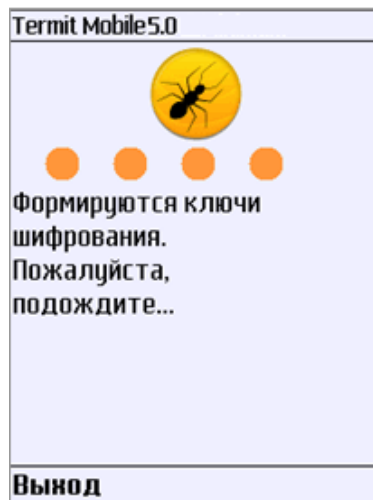 Termit Mobile5.0
Формируются ключи
шифрования.
Пожалуйста,
подождите...
Выход